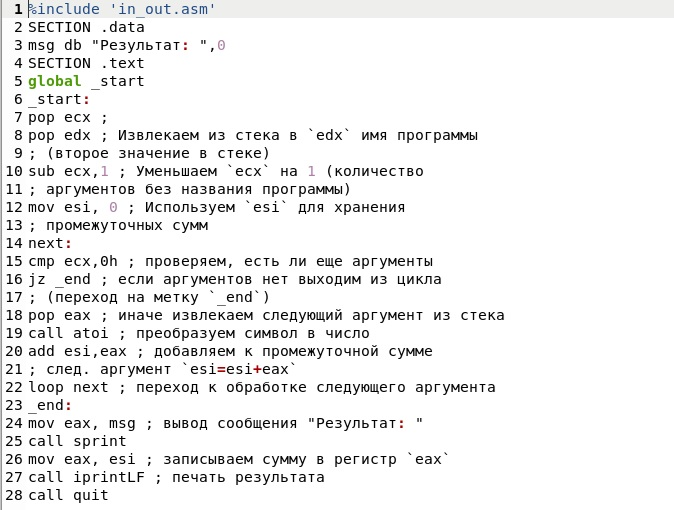 1 %include 'in_out.asm'
2 SECTION .data
3 msg db "Результат: ",0
4 SECTION .text
5 global _start
6 _start:
7 pop ecx ;
8 pop edx ; Извлекаем из стека в `edx` имя программы
9 ; (второе значение в стеке)
10 sub ecx,1 ; Уменьшаем `ecx` на 1 (количество
11 ; аргументов без названия программы)
12 mov esi, 0 ; Используем `esi` для хранения
13 ; промежуточных сумм
14 next:
15 cmp ecx,0h ; проверяем, есть ли еще аргументы
16 jz _end ; если аргументов нет выходим из цикла
17 ; (переход на метку `_end`)
18 pop eax ; иначе извлекаем следующий аргумент из стека
19 call atoi ; преобразуем символ в число
20 add esi,eax ; добавляем к промежуточной сумме
21 ; след. аргумент `esi=esi+eax`
22 loop next ; переход к обработке следующего аргумента
23 _end:
24 mov eax, msg ; вывод сообщения "Результат: "
25 call sprint
26 mov eax, esi ; записываем сумму в регистр `eax`
27 call iprintLF ; печать результата
28 call quit